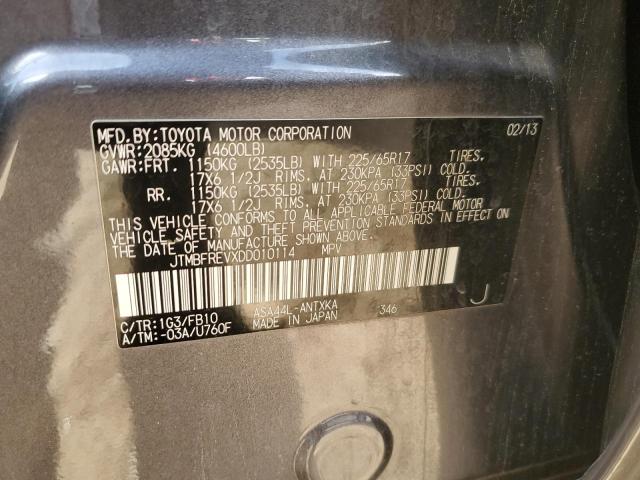 MFD.BY:TOYOTA MOTOR CORPORATION 02/13
GVWR:2085KG (4600LB)
GAWR:FRT. 1150KG (2535LB) WITH 225/65R17 TIRES.
17X6 1/2J RIMS. AT 230KPA (33PSI) COLD.
RR. 1150KG (2535LB) WITH 225/65R17 TIRES.
17X6 1/2J RIMS. AT 230KPA (33PSI) COLD.
THIS VEHICLE CONFORMS TO ALL APPLICABLE FEDERAL MOTOR
VEHICLE SAFETY AND THEFT PREVENTION STANDARDS IN EFFECT ON
THE DATE OF MANUFACTURE SHOWN ABOVE.
JTMBFREVXDD010114 MPV
J
C/TR:1G3/FB10 ASA44L-ANTXKA 346
A/TM:-03A/U760F MADE IN JAPAN